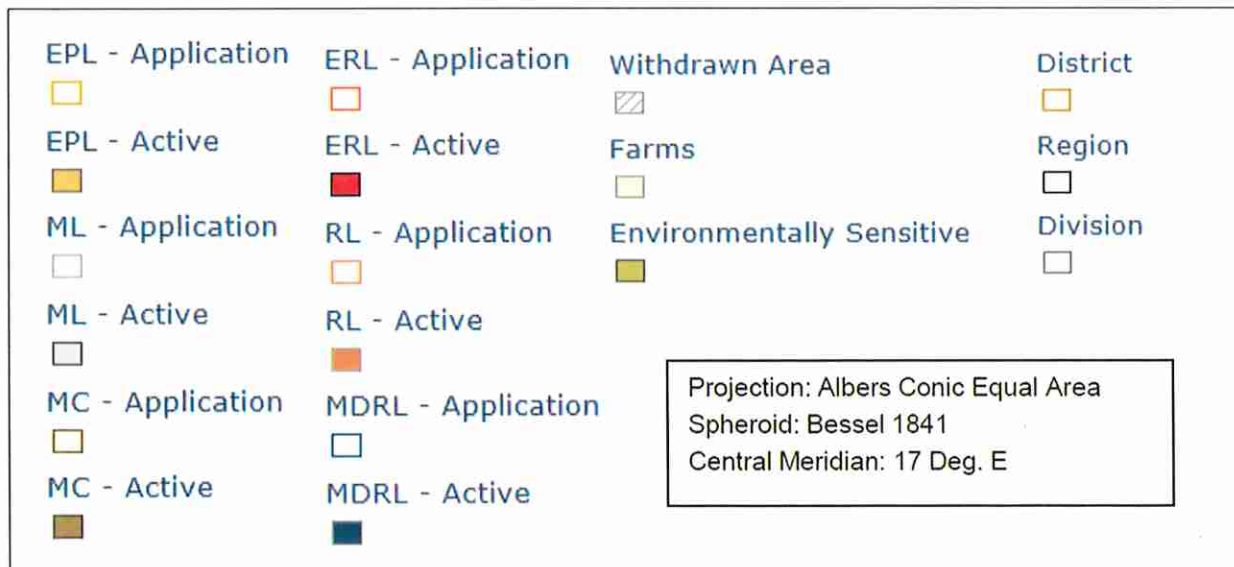 EPL - Application
EPL - Active
ML - Application
ML - Active
MC - Application
MC - Active
ERL - Application
ERL - Active
RL - Application
RL - Active
MDRL - Application
MDRL - Active
Withdrawn Area
Farms
Environmentally Sensitive
District
Region
Division
Projection: Albers Conic Equal Area
Spheroid: Bessel 1841
Central Meridian: 17 Deg. E